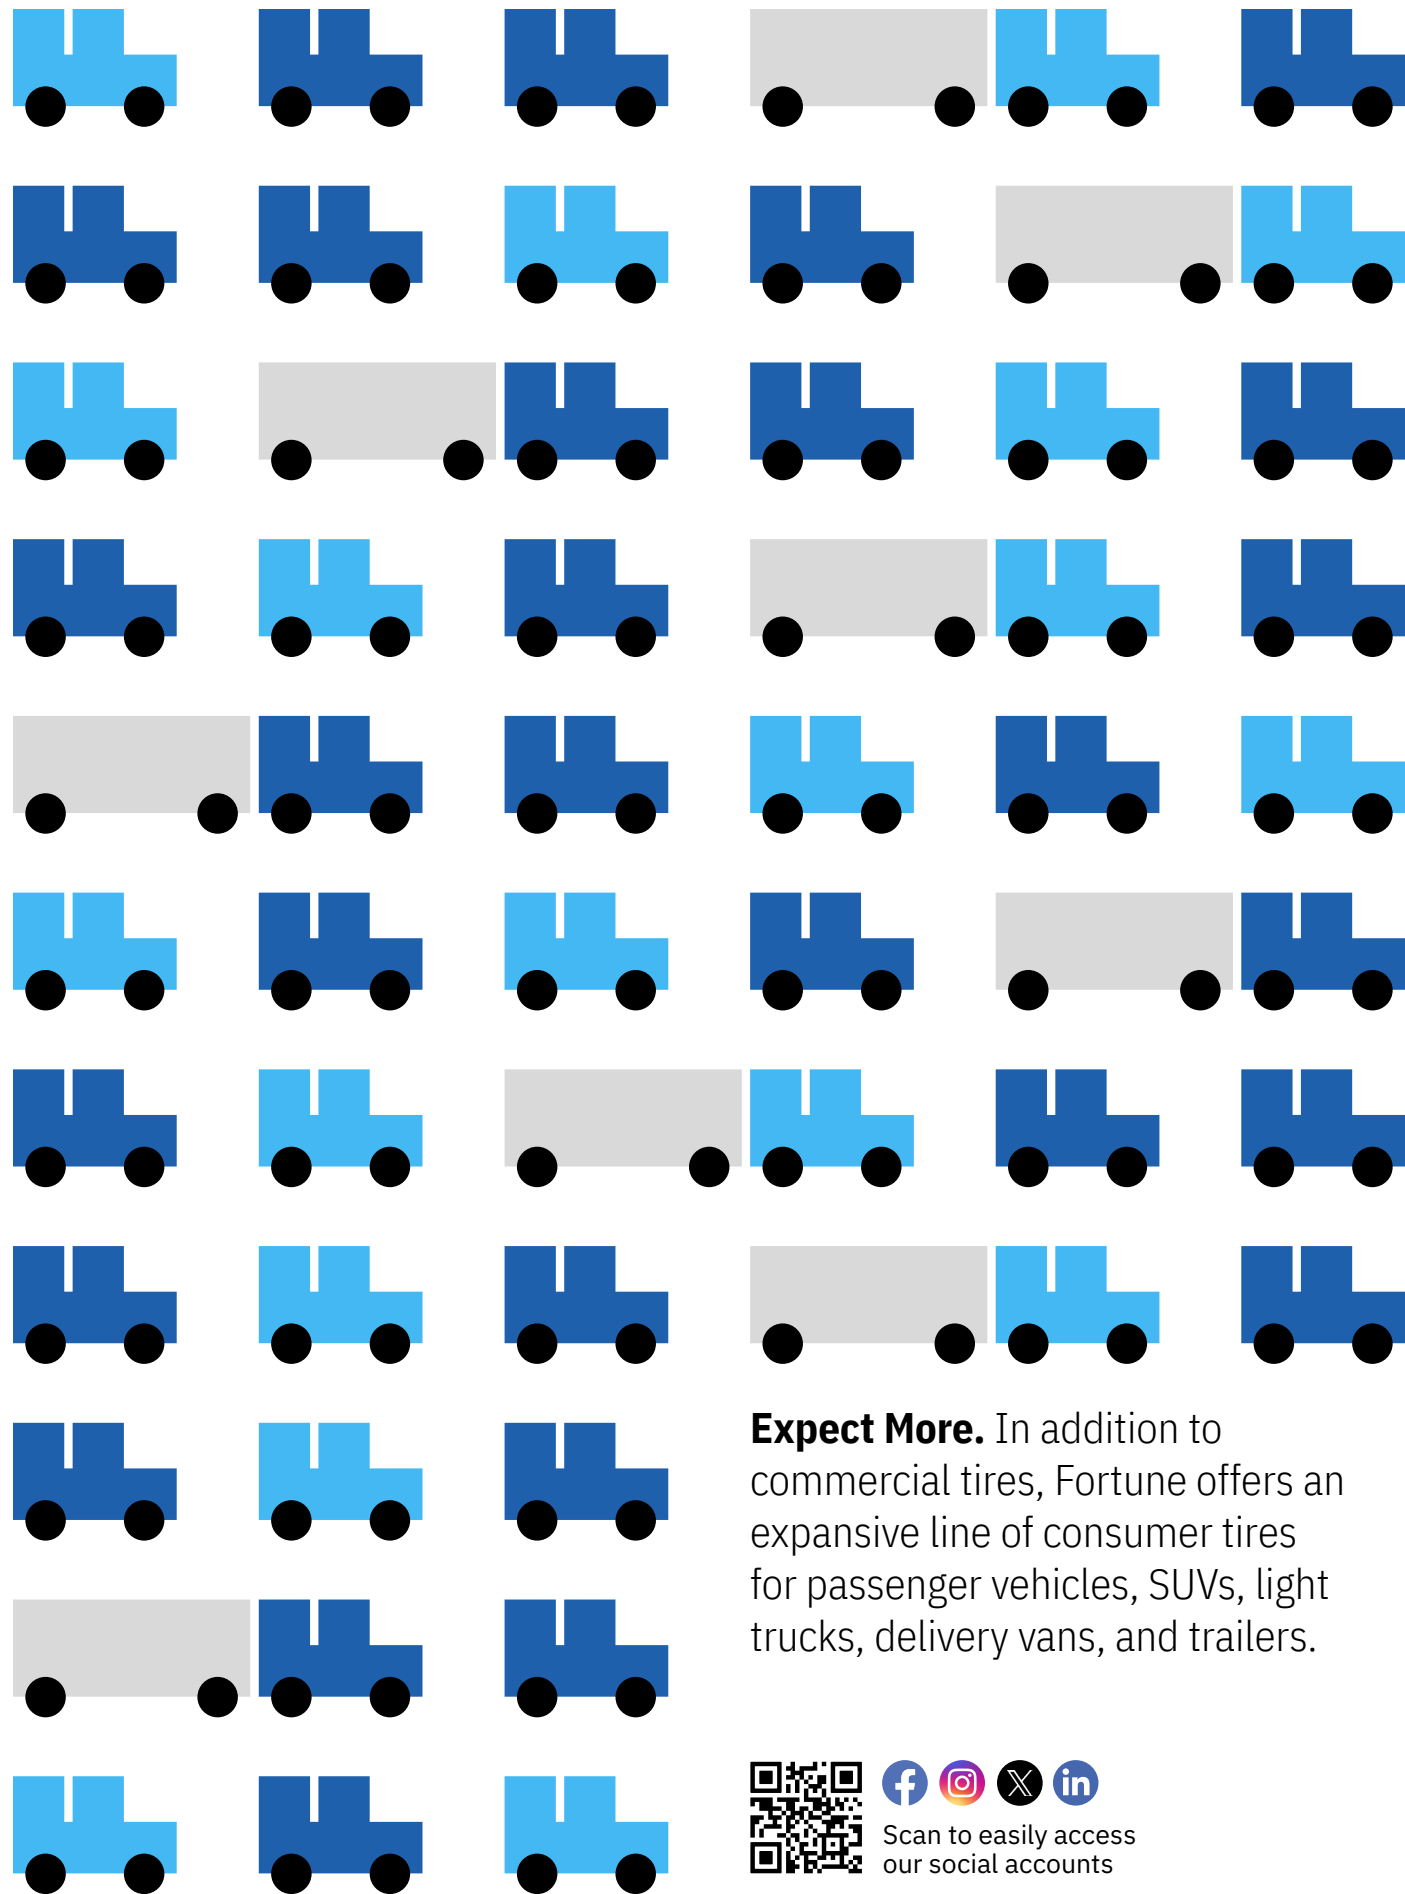 Expect More. In addition to
commercial tires, Fortune offers an
expansive line of consumer tires
for passenger vehicles, SUVs, light
trucks, delivery vans, and trailers.
Scan to easily access
our social accounts